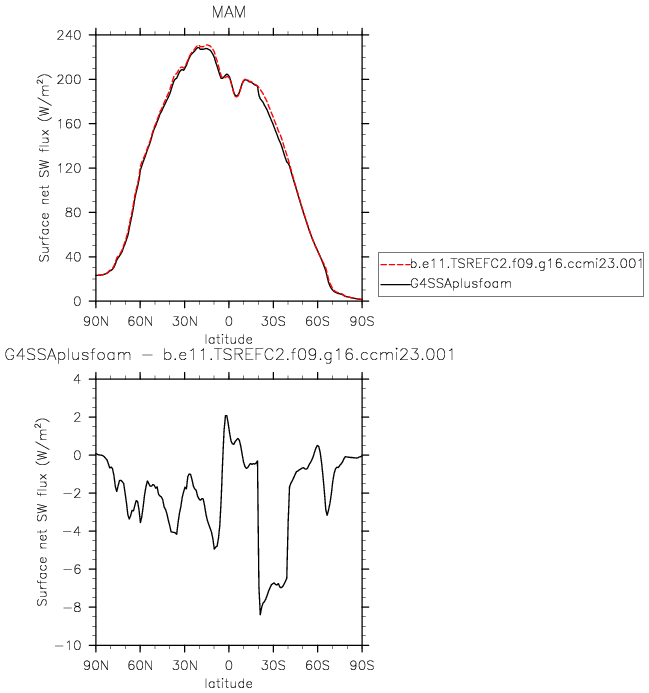 MAM
240
200
160
120
80
40
0
Surface net SW flux (W/m²)
90N 60N 30N 0 30S 60S 90S
latitude
b.e11.TSREFC2.f09.g16.ccmi23.001
G4SSAplusfoam
G4SSAplusfoam − b.e11.TSREFC2.f09.g16.ccmi23.001
4
2
0
−2
−4
−6
−8
−10
Surface net SW flux (W/m²)
90N 60N 30N 0 30S 60S 90S
latitude